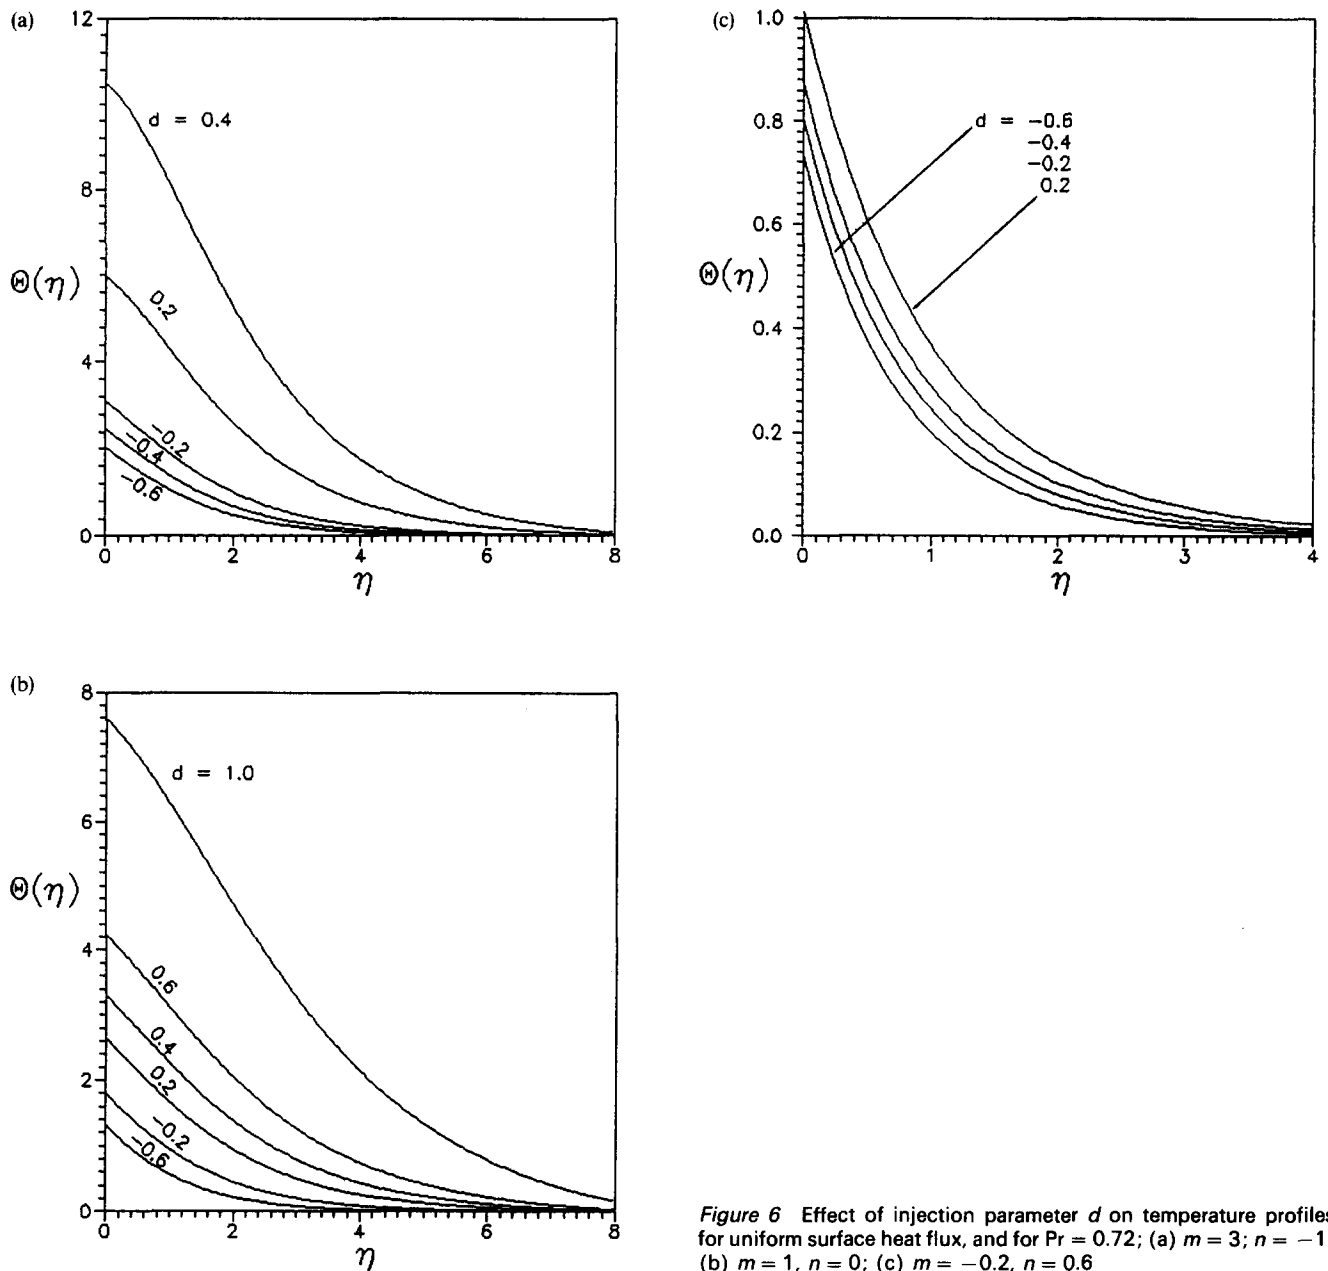 (a)
12
8
4
0
Θ(η)
d = 0.4
0.2
−0.2
−0.4
−0.6
0 2 4 6 8
η
(c)
1.0
0.8
0.6
0.4
0.2
0.0
Θ(η)
d = −0.6
−0.4
−0.2
0.2
0 1 2 3 4
η
(b)
8
6
4
2
0
Θ(η)
d = 1.0
0.6
0.4
0.2
−0.2
−0.6
0 2 4 6 8
η
Figure 6 Effect of injection parameter d on temperature profiles
for uniform surface heat flux, and for Pr = 0.72; (a) m = 3; n = −1
(b) m = 1, n = 0; (c) m = −0.2, n = 0.6